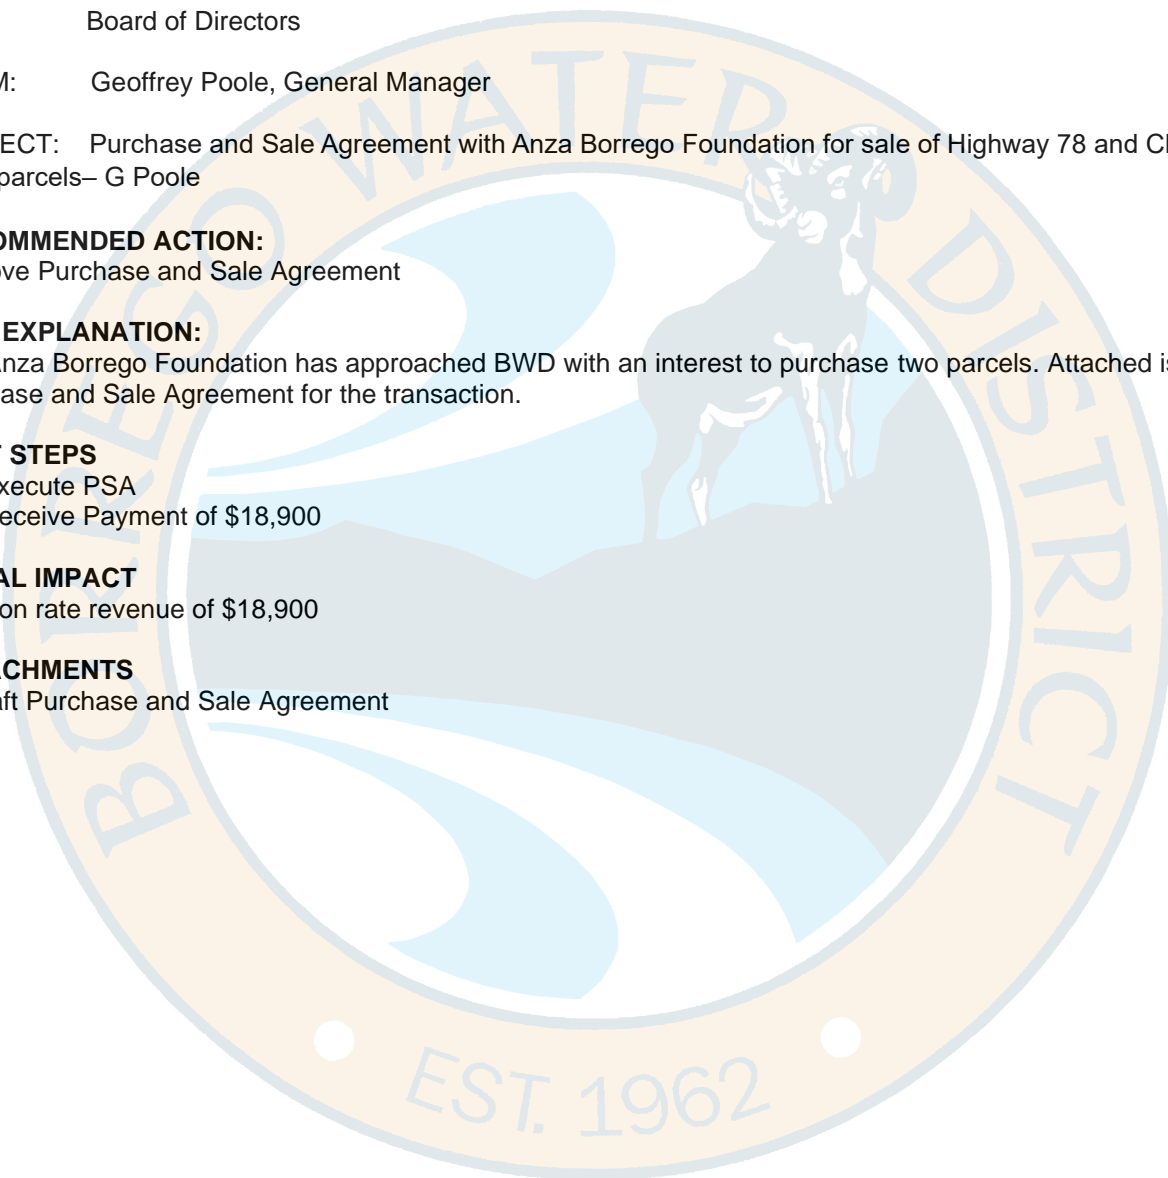 Board of Directors
M: Geoffrey Poole, General Manager
ECT: Purchase and Sale Agreement with Anza Borrego Foundation for sale of Highway 78 and Cl
parcels– G Poole
OMMENDED ACTION:
ove Purchase and Sale Agreement
EXPLANATION:
Anza Borrego Foundation has approached BWD with an interest to purchase two parcels. Attached is
ase and Sale Agreement for the transaction.
T STEPS
xecute PSA
eceive Payment of $18,900
AL IMPACT
on rate revenue of $18,900
ACHMENTS
aft Purchase and Sale Agreement
BORREGO WATER DISTRICT
EST. 1962